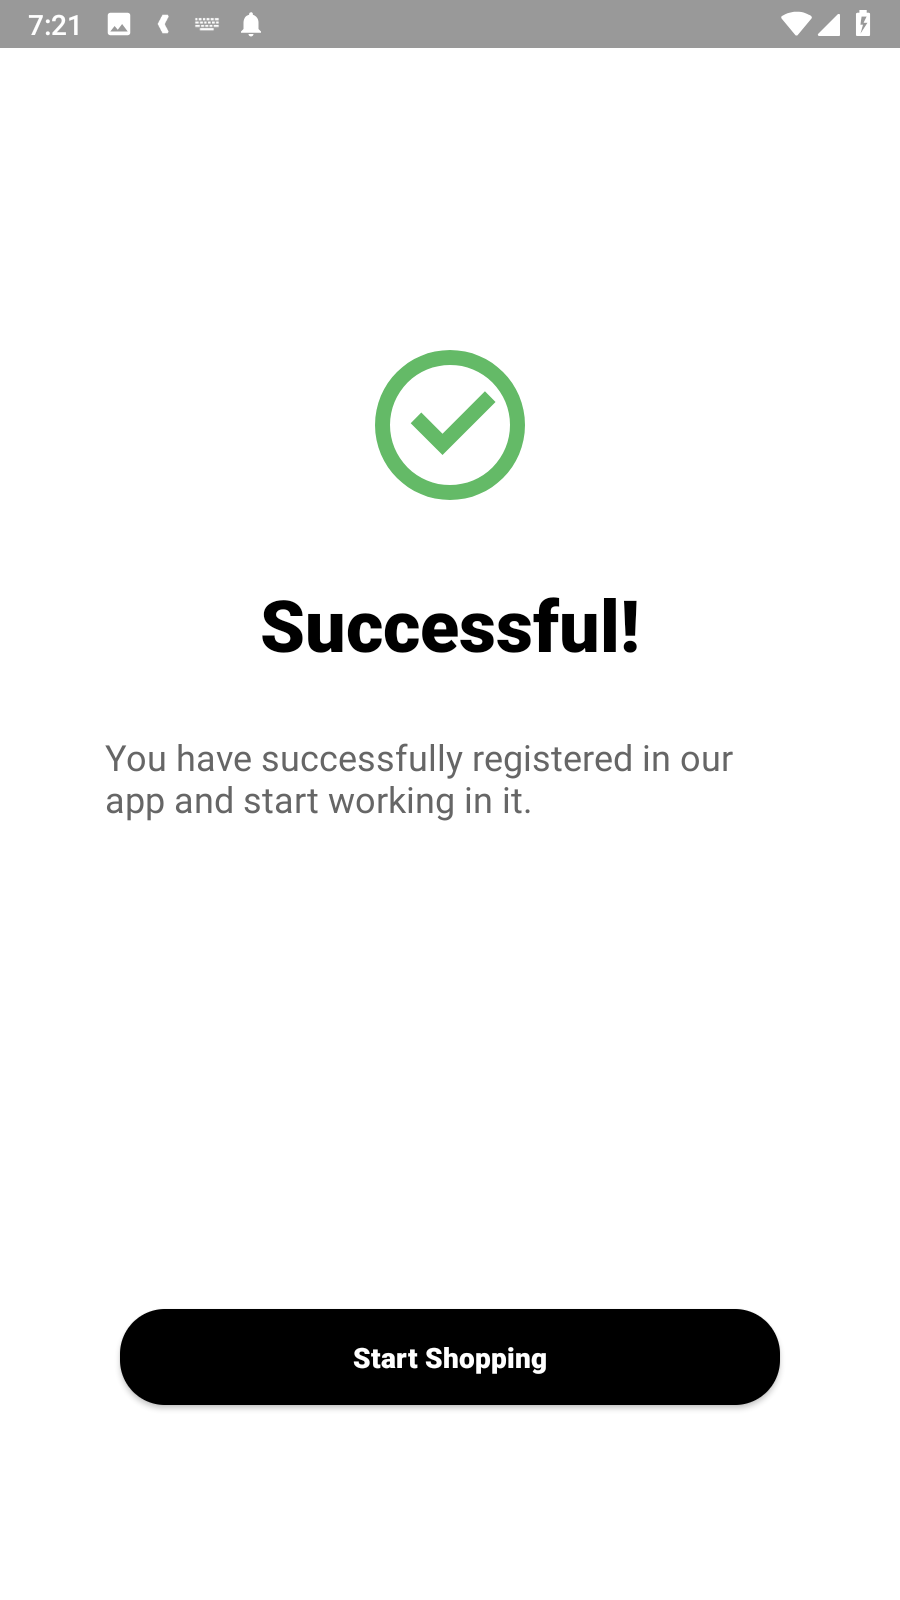 7:21
Successful!
You have successfully registered in our
app and start working in it.
Start Shopping